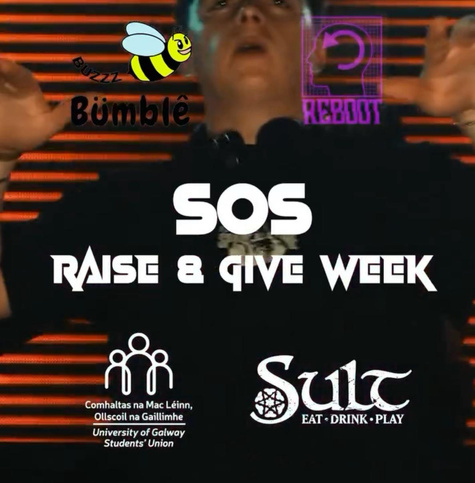 BUZZZ
Bümblê
REBOOT
SOS
RAISE & GIVE WEEK
Comhaltas na Mac Léinn,
Ollscoil na Gaillimhe
University of Galway
Students' Union
Sult
EAT • DRINK • PLAY